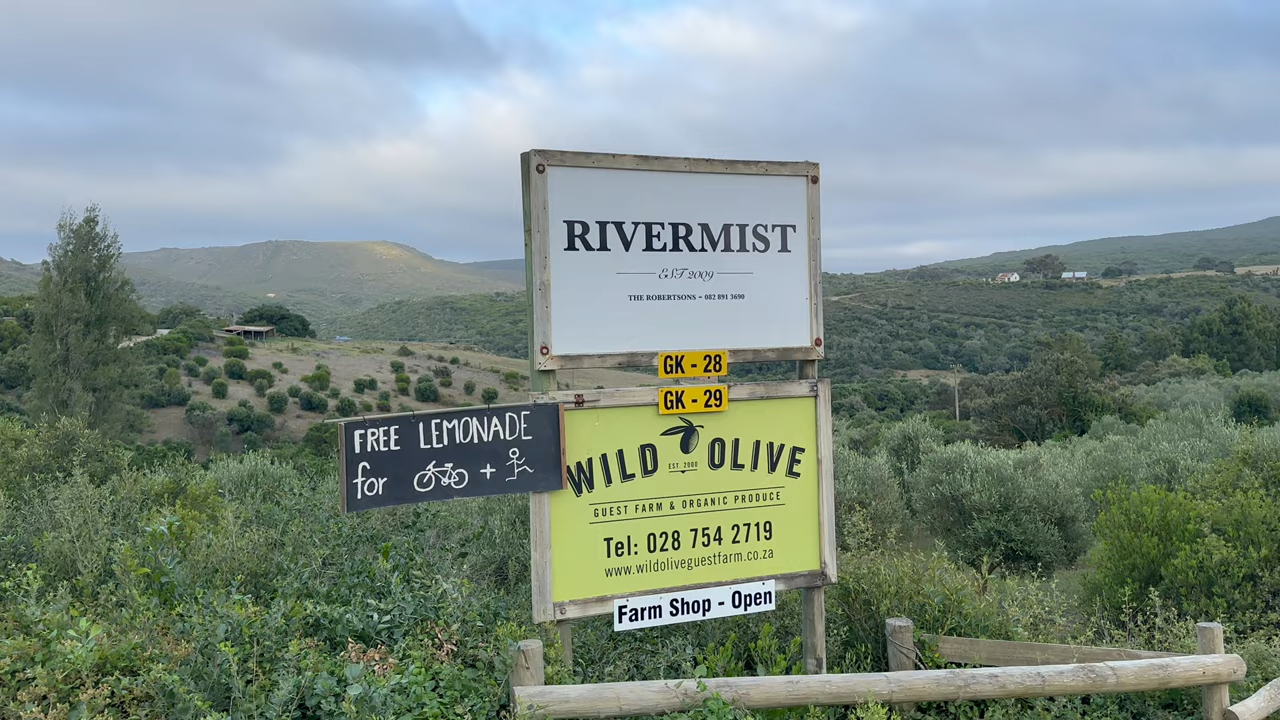 RIVERMIST
EST 2009
THE ROBERTSONS - 082 891 3690
GK - 28
GK - 29
FREE LEMONADE
for +
WILD OLIVE
EST. 2000
GUEST FARM & ORGANIC PRODUCE
Tel: 028 754 2719
www.wildoliveguestfarm.co.za
Farm Shop - Open